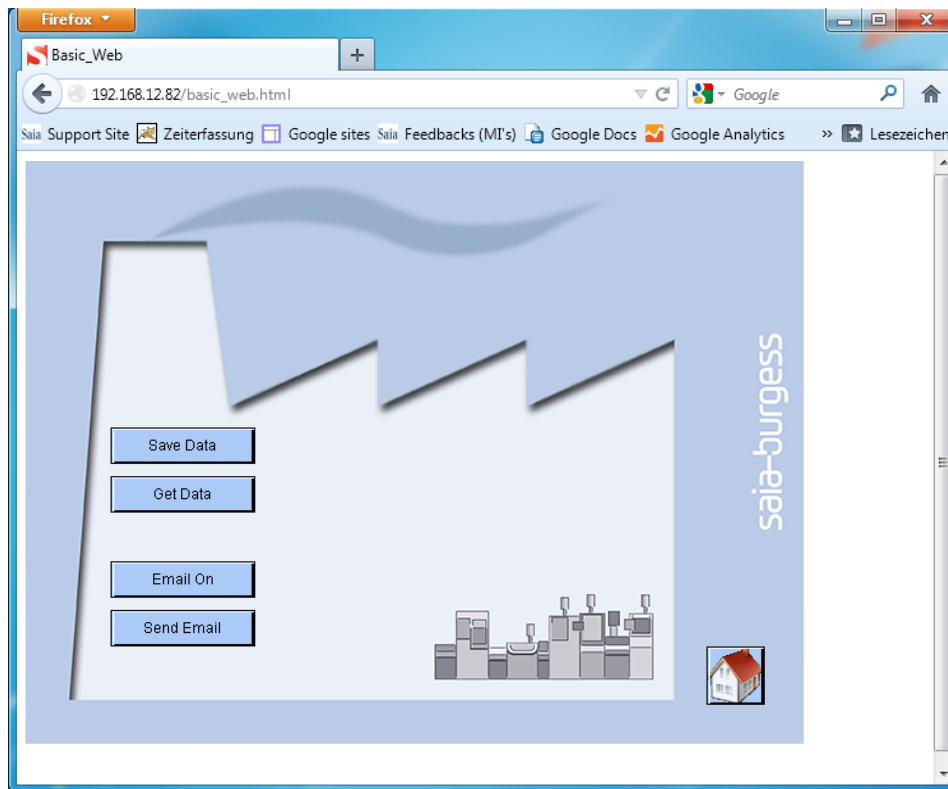 Firefox
Basic_Web
192.168.12.82/basic_web.html Google
Saia Support Site Zeiterfassung Google sites Saia Feedbacks (MI's) Google Docs Google Analytics » Lesezeichen
saia-burgess
Save Data
Get Data
Email On
Send Email